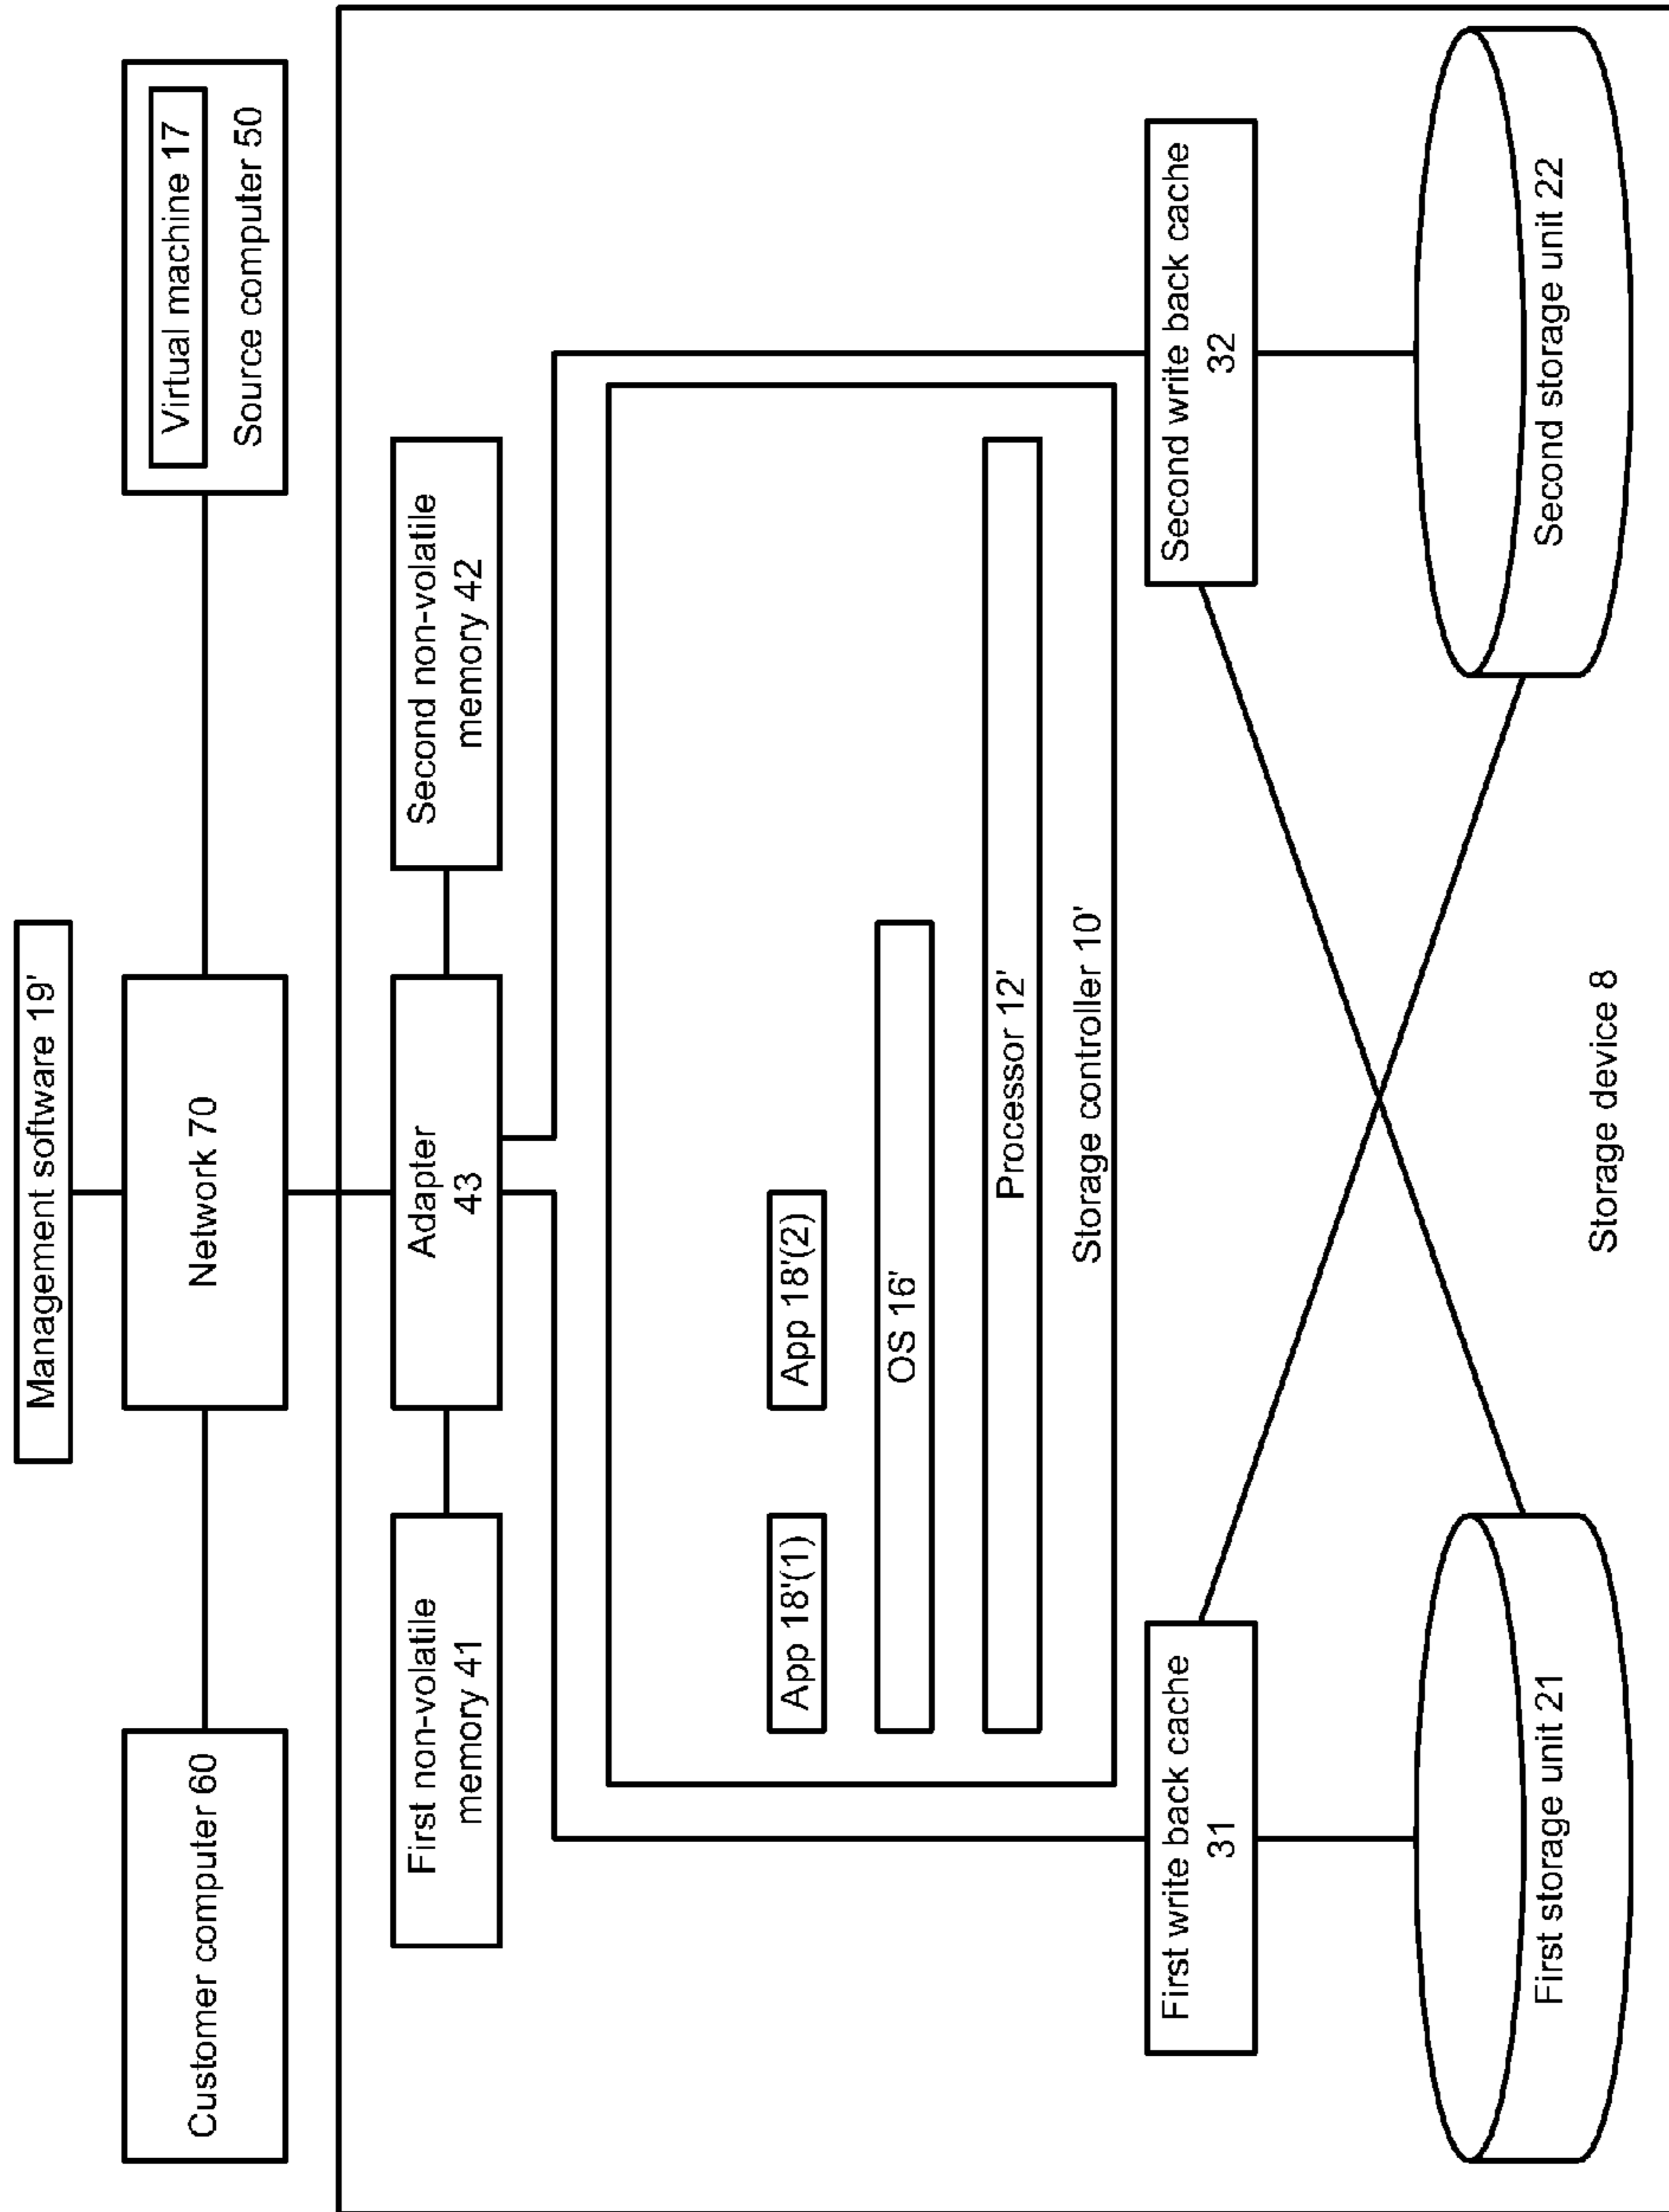 Management software 19'
Customer computer 60
Network 70
Virtual machine 17
Source computer 50
First non-volatile
memory 41
Adapter
43
Second non-volatile
memory 42
App 18'(1)
App 18'(2)
OS 16'
Processor 12'
Storage controller 10'
First write back cache
31
Second write back cache
32
First storage unit 21
Second storage unit 22
Storage device 8